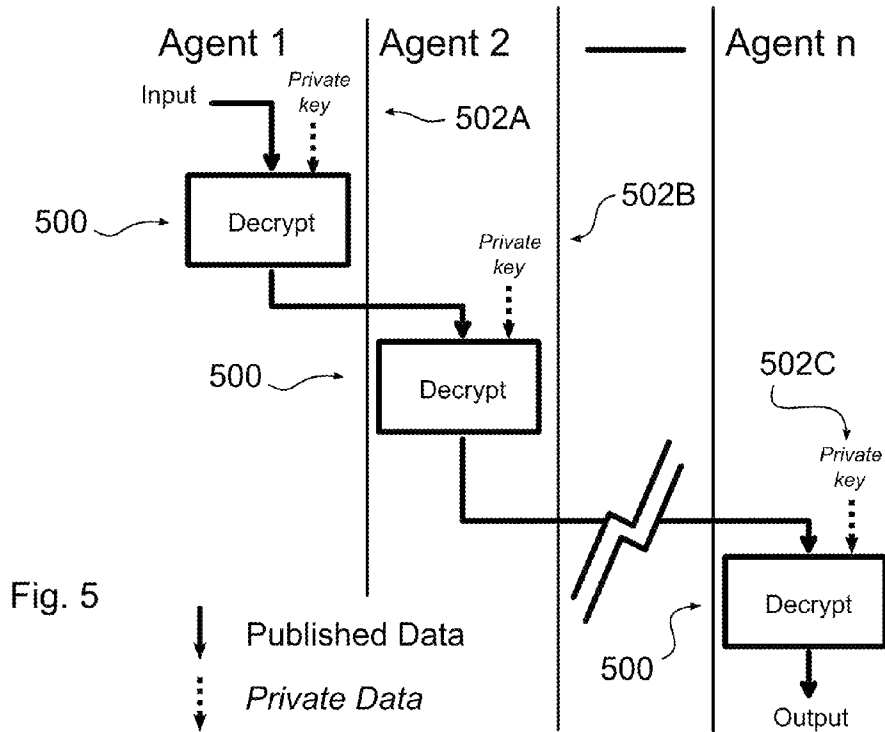 Agent 1
Agent 2
Agent n
Input
Private
key
502A
500
Decrypt
502B
Private
key
500
Decrypt
502C
Private
key
Fig. 5
Decrypt
Published Data
500
Private Data
Output